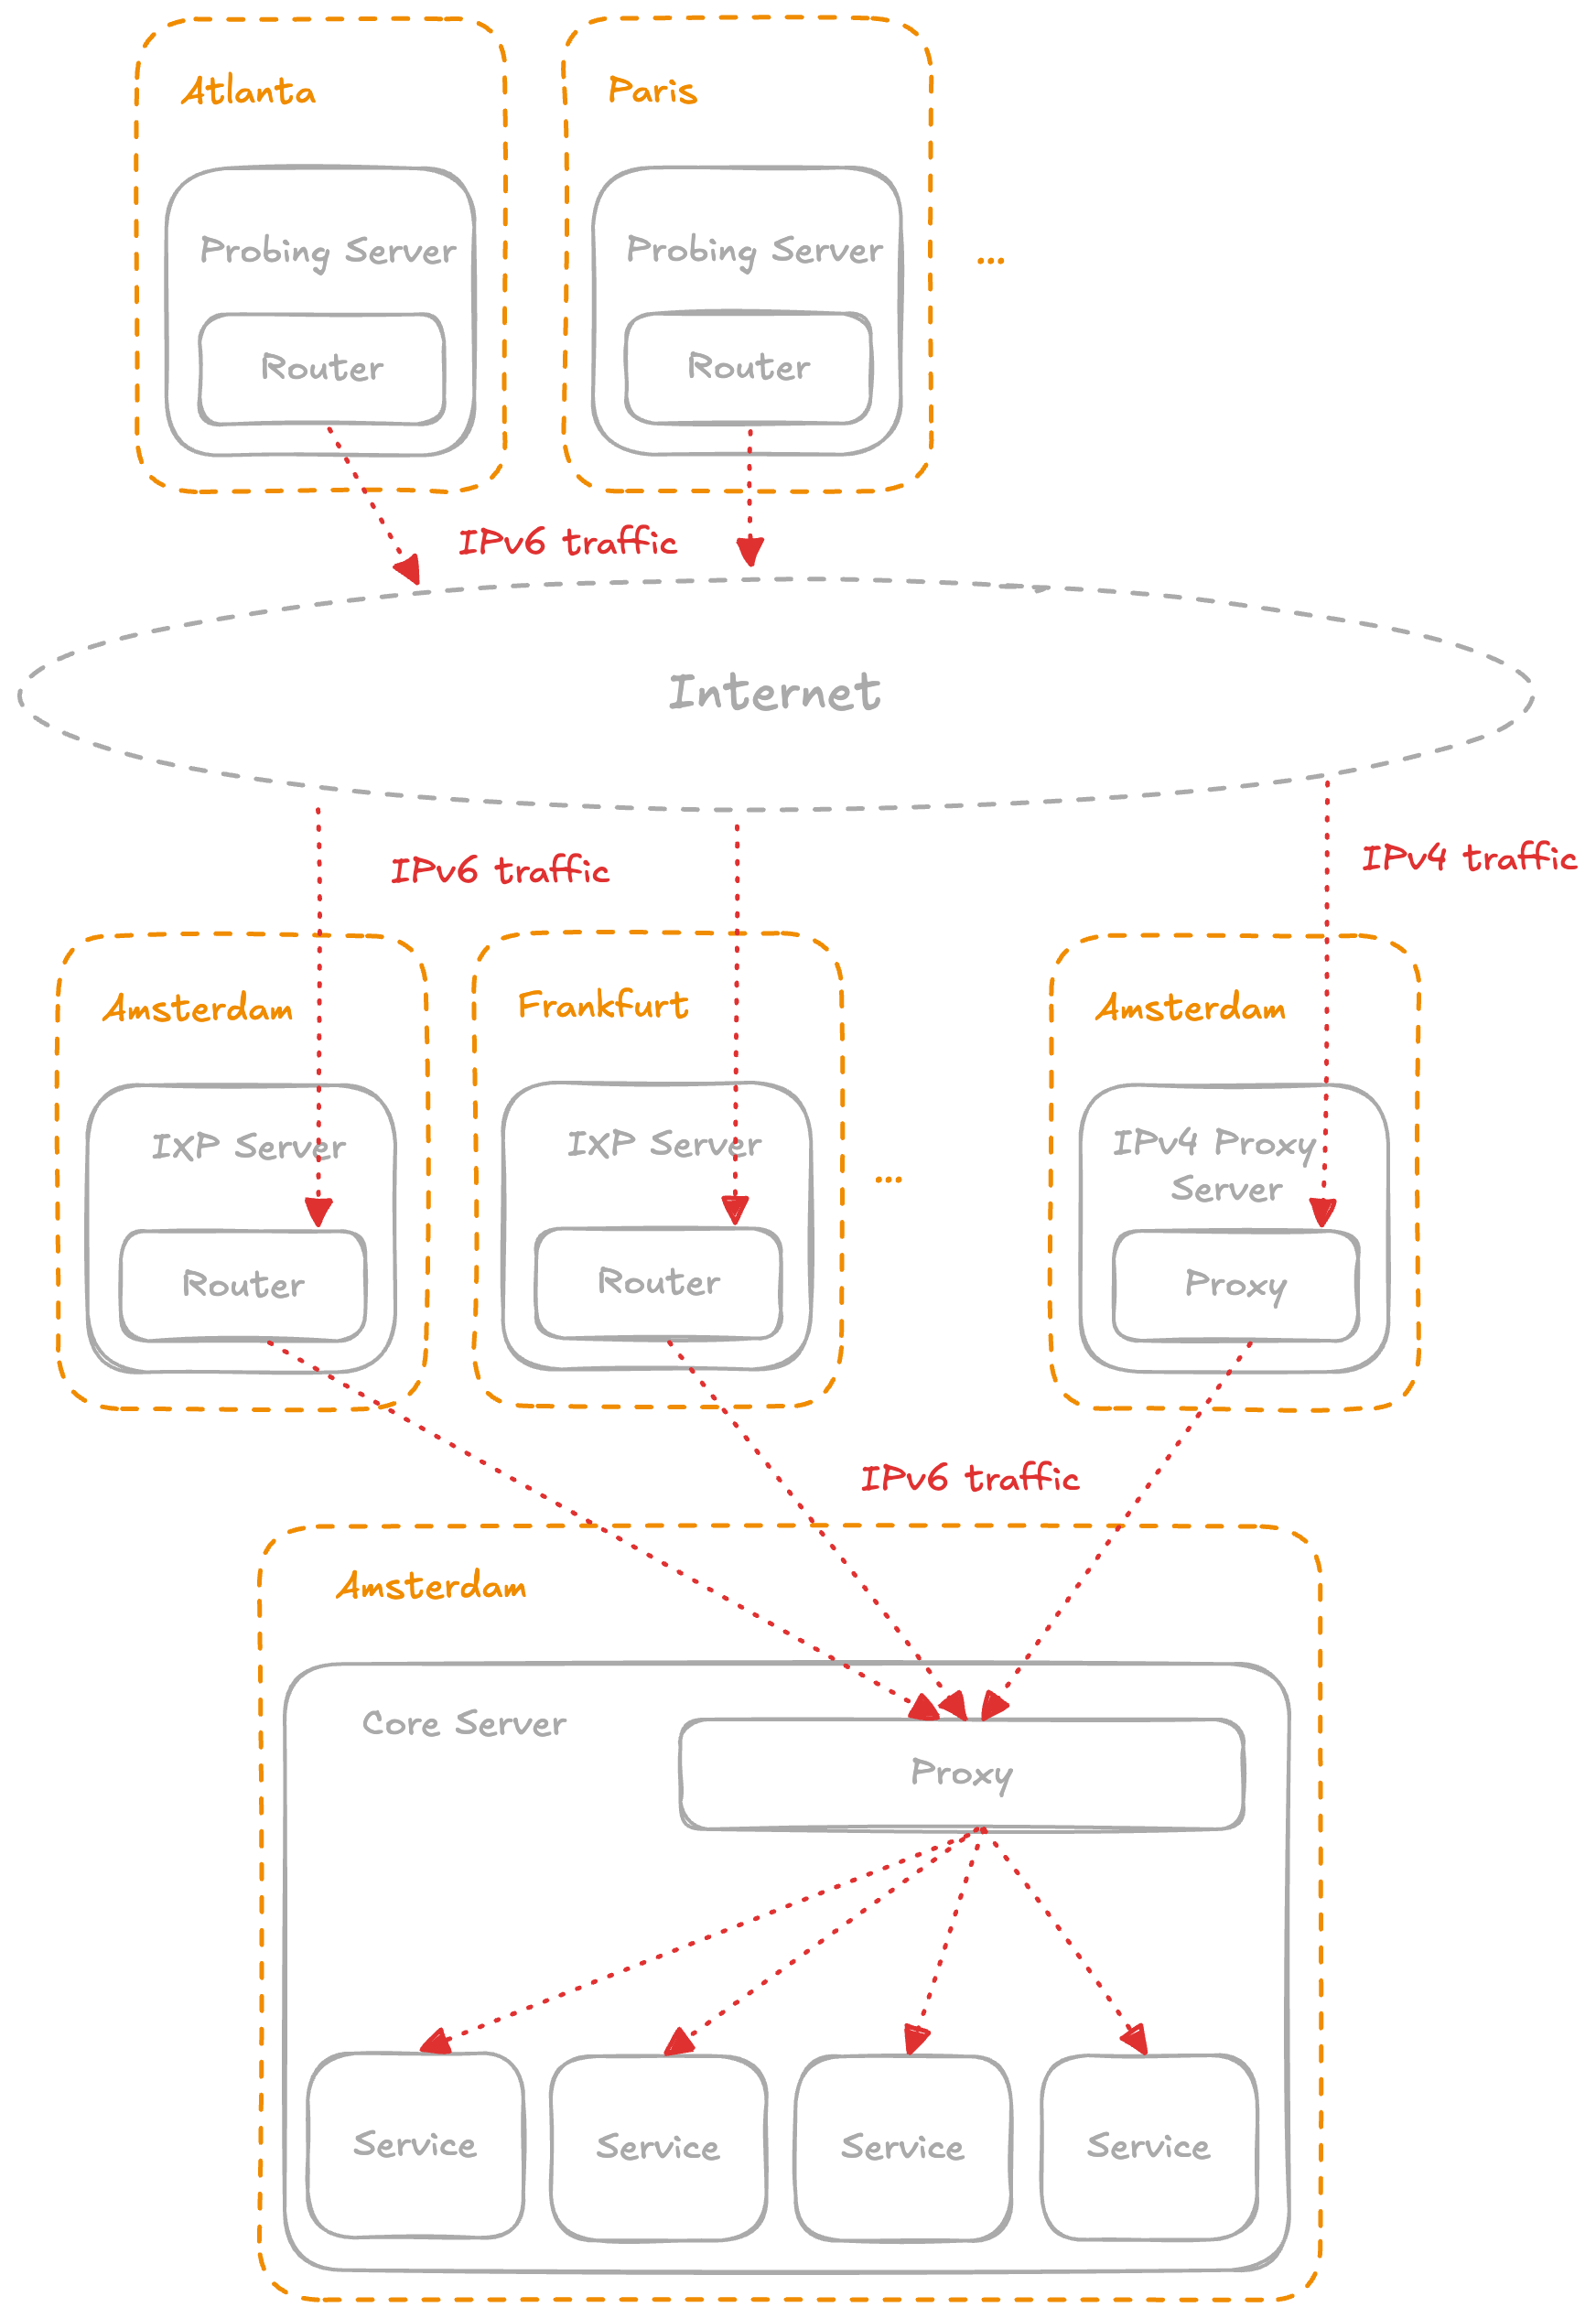 Atlanta
Paris
Probing Server
Probing Server
...
Router
Router
IPv6 traffic
Internet
IPv6 traffic
IPv4 traffic
Amsterdam
Frankfurt
Amsterdam
IXP Server
IXP Server
...
IPv4 Proxy
Server
Router
Router
Proxy
IPv6 traffic
Amsterdam
Core Server
Proxy
Service
Service
Service
Service